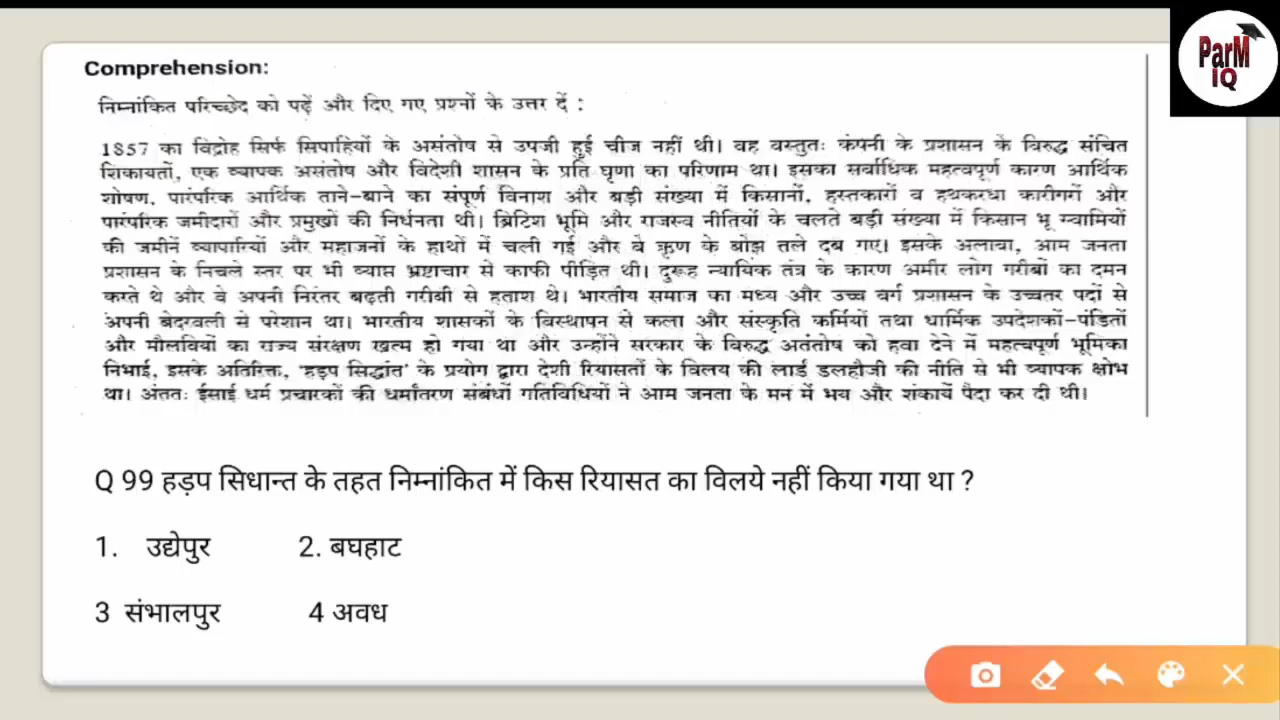 ParM
IQ
Comprehension:
निम्नांकित परिच्छेद को पढ़ें और दिए गए प्रश्नों के उत्तर दें :
1857 का विद्रोह सिर्फ सिपाहियों के असंतोष से उपजी हुई चीज नहीं थी। वह वस्तुतः कंपनी के प्रशासन के विरुद्ध संचित
शिकायतों, एक व्यापक असंतोष और विदेशी शासन के प्रति घृणा का परिणाम था। इसका सर्वाधिक महत्वपूर्ण कारण आर्थिक
शोषण, पारंपरिक आर्थिक ताने-बाने का संपूर्ण विनाश और बड़ी संख्या में किसानों, हस्तकारों व हथकरधा कारीगरों और
पारंपरिक जमींदारों और प्रमुखों की निर्धनता थी। ब्रिटिश भूमि और राजस्व नीतियों के चलते बड़ी संख्या में किसान भू स्वामियों
की जमीनें व्यापारियों और महाजनों के हाथों में चली गई और वे ऋण के बोझ तले दब गए। इसके अलावा, आम जनता
प्रशासन के निचले स्तर पर भी व्याप्त भ्रष्टाचार से काफी पीड़ित थी। दुरूह न्यायिक तंत्र के कारण अमीर लोग गरीबों का दमन
करते थे और वे अपनी निरंतर बढ़ती गरीबी से हताश थे। भारतीय समाज का मध्य और उच्च वर्ग प्रशासन के उच्चतर पदों से
अपनी बेदखली से परेशान था। भारतीय शासकों के विस्थापन से कला और संस्कृति कर्मियों तथा धार्मिक उपदेशकों-पंडितों
और मौलवियों का राज्य संरक्षण खत्म हो गया था और उन्होंने सरकार के विरुद्ध अतंतोष को हवा देने में महत्वपूर्ण भूमिका
निभाई, इसके अतिरिक्त, 'हड़प सिद्धांत' के प्रयोग द्वारा देशी रियासतों के विलय की लार्ड डलहौजी की नीति से भी व्यापक क्षोभ
था। अंततः ईसाई धर्म प्रचारकों की धर्मांतरण संबंधों गतिविधियों ने आम जनता के मन में भय और शंकायें पैदा कर दी थी।
Q 99 हड़प सिधान्त के तहत निम्नांकित में किस रियासत का विलये नहीं किया गया था ?
1. उद्येपुर 2. बघहाट
3 संभालपुर 4 अवध